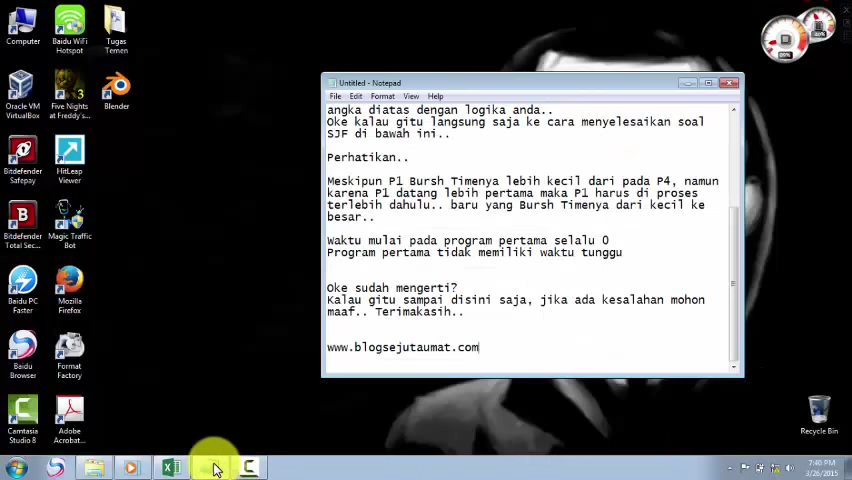 Computer
Baidu WiFi
Hotspot
Tugas
Temen
Oracle VM
VirtualBox
Five Nights
at Freddy's...
Blender
Bitdefender
Safepay
HitLeap
Viewer
Bitdefender
Total Sec...
Magic Traffic
Bot
Baidu PC
Faster
Mozilla
Firefox
Baidu
Browser
Format
Factory
Camtasia
Studio 8
Adobe
Acrobat...
Untitled - Notepad
File Edit Format View Help
angka diatas dengan logika anda..
Oke kalau gitu langsung saja ke cara menyelesaikan soal
SJF di bawah ini..
Perhatikan..
Meskipun P1 Bursh Timenya lebih kecil dari pada P4, namun
karena P1 datang lebih pertama maka P1 harus di proses
terlebih dahulu.. baru yang Bursh Timenya dari kecil ke
besar..
Waktu mulai pada program pertama selalu 0
Program pertama tidak memiliki waktu tunggu
Oke sudah mengerti?
Kalau gitu sampai disini saja, jika ada kesalahan mohon
maaf.. Terimakasih..
www.blogsejutaumat.com
Recycle Bin
7:40 PM
3/26/2015